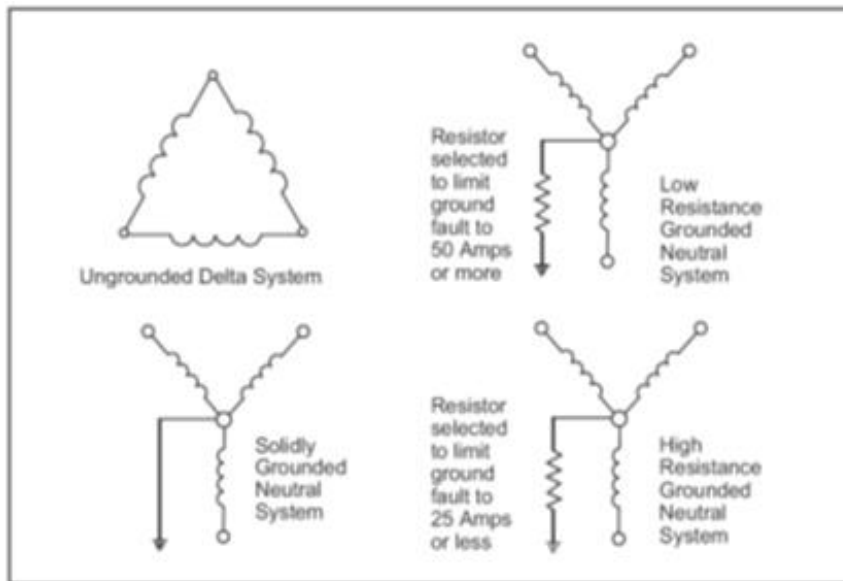 Ungrounded Delta System
Resistor
selected
to limit
ground
fault to
50 Amps
or more
Low
Resistance
Grounded
Neutral
System
Solidly
Grounded
Neutral
System
Resistor
selected
to limit
ground
fault to
25 Amps
or less
High
Resistance
Grounded
Neutral
System